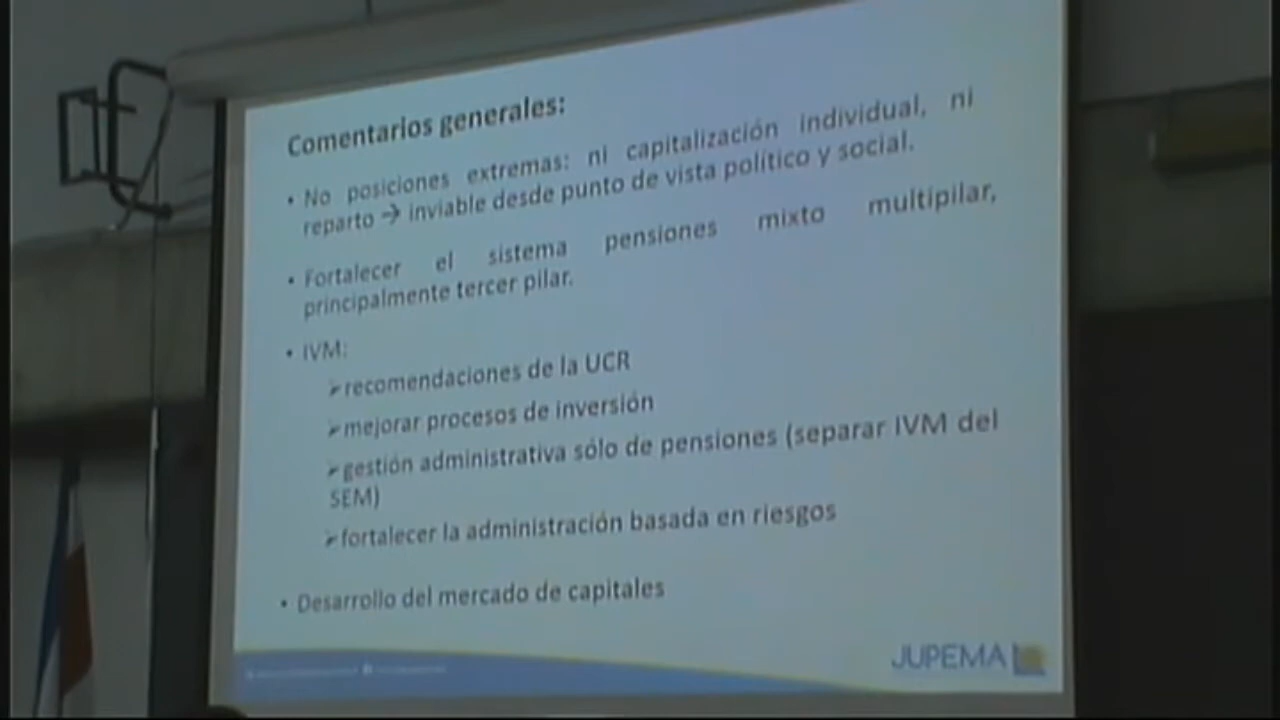 Comentarios generales:
• No posiciones extremas: ni capitalización individual, ni
reparto → inviable desde punto de vista político y social.
• Fortalecer el sistema pensiones mixto multipilar,
principalmente tercer pilar.
• IVM:
➢recomendaciones de la UCR
➢mejorar procesos de inversión
➢gestión administrativa sólo de pensiones (separar IVM del
SEM)
➢fortalecer la administración basada en riesgos
• Desarrollo del mercado de capitales
JUPEMA